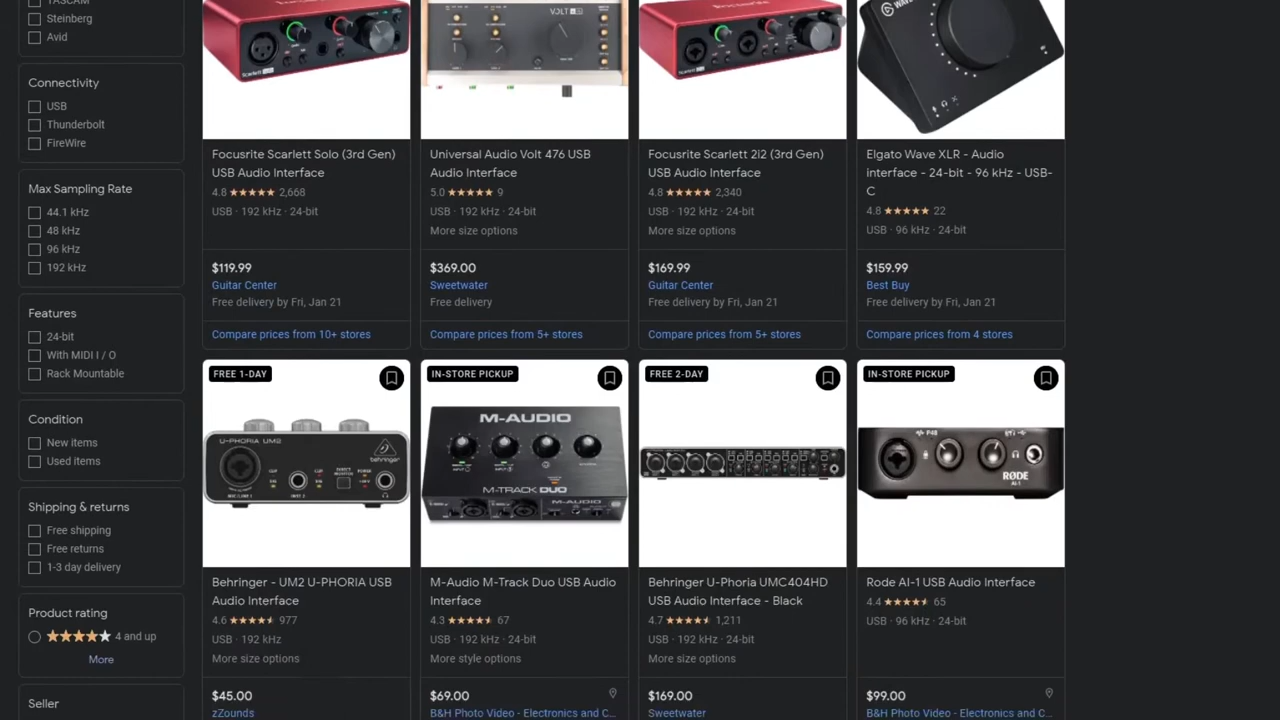 TASCAM
Steinberg
Avid
Connectivity
USB
Thunderbolt
FireWire
Max Sampling Rate
44.1 kHz
48 kHz
96 kHz
192 kHz
Features
24-bit
With MIDI I / O
Rack Mountable
Condition
New items
Used items
Shipping & returns
Free shipping
Free returns
1-3 day delivery
Product rating
4 and up
More
Seller
Focusrite Scarlett Solo (3rd Gen)
USB Audio Interface
4.8 2,668
USB · 192 kHz · 24-bit
$119.99
Guitar Center
Free delivery by Fri, Jan 21
Compare prices from 10+ stores
VOLT
Universal Audio Volt 476 USB
Audio Interface
5.0 9
USB · 192 kHz · 24-bit
More size options
$369.00
Sweetwater
Free delivery
Compare prices from 5+ stores
Focusrite Scarlett 2i2 (3rd Gen)
USB Audio Interface
4.8 2,340
USB · 192 kHz · 24-bit
More size options
$169.99
Guitar Center
Free delivery by Fri, Jan 21
Compare prices from 5+ stores
Elgato Wave XLR - Audio
interface - 24-bit - 96 kHz - USB-
C
4.8 22
USB · 96 kHz · 24-bit
$159.99
Best Buy
Free delivery by Fri, Jan 21
Compare prices from 4 stores
FREE 1-DAY
U-PHORIA UM2
behringer
Behringer - UM2 U-PHORIA USB
Audio Interface
4.6 977
USB · 192 kHz
More size options
$45.00
zZounds
IN-STORE PICKUP
M-AUDIO
M-TRACK DUO
M-AUDIO
M-Audio M-Track Duo USB Audio
Interface
4.3 67
USB · 192 kHz · 24-bit
More style options
$69.00
B&H Photo Video - Electronics and C...
FREE 2-DAY
Behringer U-Phoria UMC404HD
USB Audio Interface - Black
4.7 1,211
USB · 192 kHz · 24-bit
More size options
$169.00
Sweetwater
IN-STORE PICKUP
P48
RØDE
AI-1
Rode AI-1 USB Audio Interface
4.4 65
USB · 96 kHz · 24-bit
$99.00
B&H Photo Video - Electronics and C...